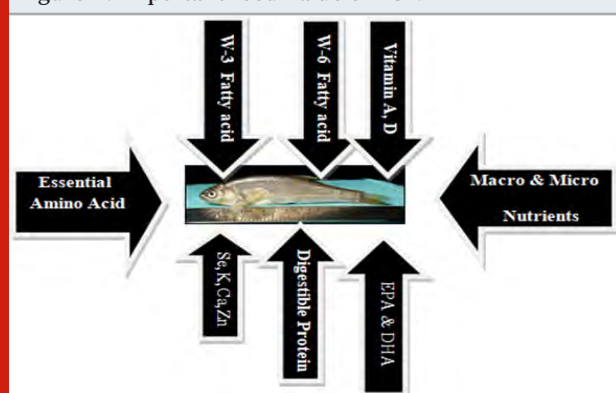 W-3 Fatty acid
W-6 Fatty acid
Vitamin A, D
Essential
Amino Acid
Macro & Micro
Nutrients
Se,K,Ca,Zn
Digestible Protein
EPA & DHA